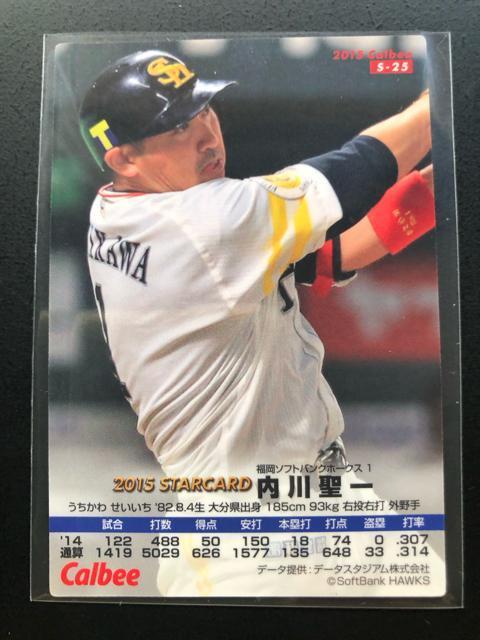 2015 Calbee
S-25
SH
T
KAWA
1
福岡ソフトバンクホークス 1
2015 STARCARD 内川聖一
うちかわ せいいち '82.8.4生 大分県出身 185cm 93kg 右投右打 外野手
試合 打数 得点 安打 本塁打 打点 盗塁 打率
'14 122 488 50 150 18 74 0 .307
通算 1419 5029 626 1577 135 648 33 .314
Calbee
データ提供：データスタジアム株式会社
©SoftBank HAWKS